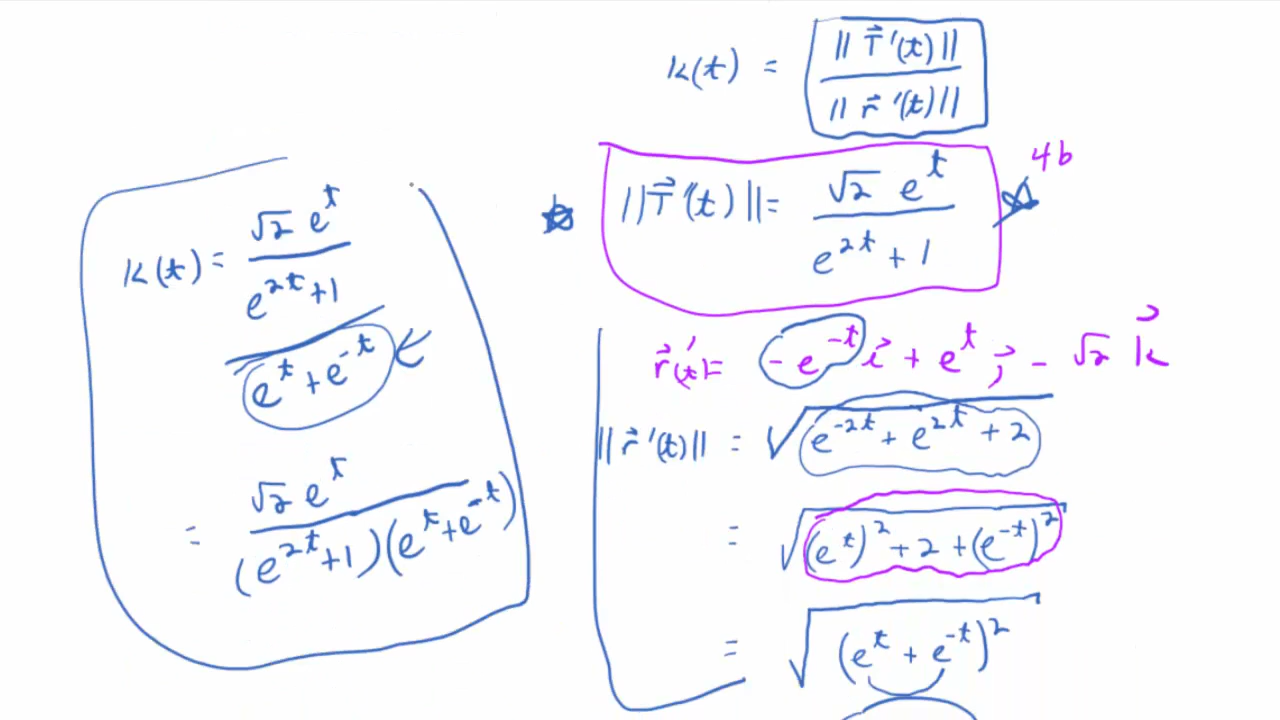 κ(t) = ‖T⃗'(t)‖ / ‖r⃗'(t)‖
4b
‖T⃗'(t)‖ = √2 e^t / (e^{2t} + 1)
r⃗'(t) = -e^{-t} i⃗ + e^t j⃗ - √2 k⃗
‖r⃗'(t)‖ = √(e^{-2t} + e^{2t} + 2)
= √((e^t)^2 + 2 + (e^{-t})^2)
= √((e^t + e^{-t})^2)
κ(t) = (√2 e^t / (e^{2t} + 1)) / (e^t + e^{-t})
= √2 e^t / ((e^{2t} + 1)(e^t + e^{-t}))